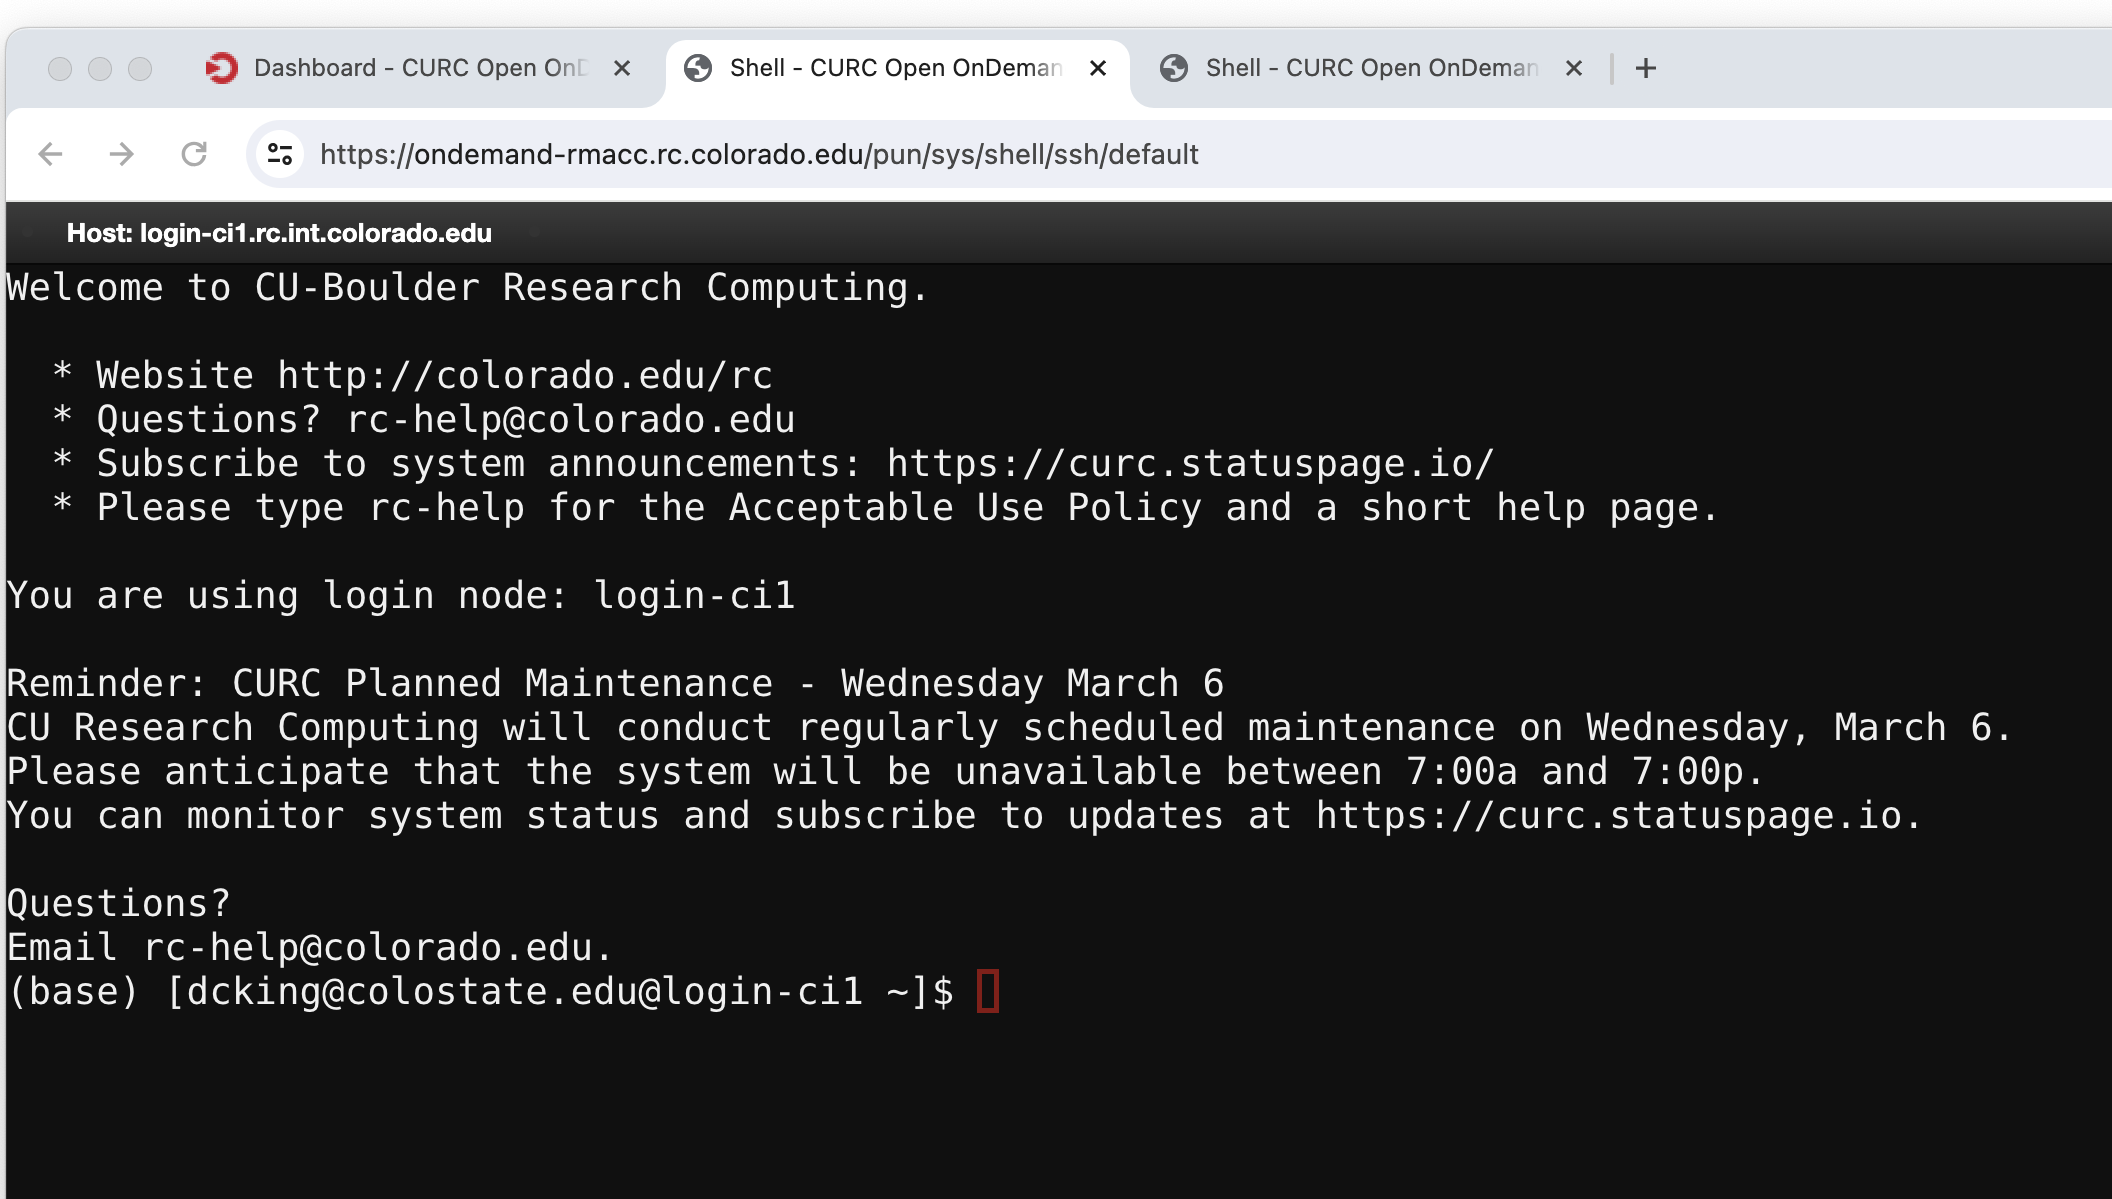 Dashboard - CURC Open OnD
Shell - CURC Open OnDeman
Shell - CURC Open OnDeman
https://ondemand-rmacc.rc.colorado.edu/pun/sys/shell/ssh/default
Host: login-ci1.rc.int.colorado.edu
Welcome to CU-Boulder Research Computing.
* Website http://colorado.edu/rc
* Questions? rc-help@colorado.edu
* Subscribe to system announcements: https://curc.statuspage.io/
* Please type rc-help for the Acceptable Use Policy and a short help page.
You are using login node: login-ci1
Reminder: CURC Planned Maintenance - Wednesday March 6
CU Research Computing will conduct regularly scheduled maintenance on Wednesday, March 6.
Please anticipate that the system will be unavailable between 7:00a and 7:00p.
You can monitor system status and subscribe to updates at https://curc.statuspage.io.
Questions?
Email rc-help@colorado.edu.
(base) [dcking@colostate.edu@login-ci1 ~]$